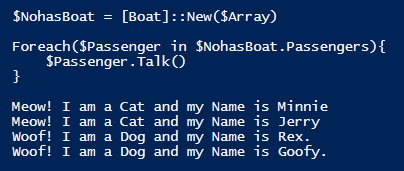 $NohasBoat = [Boat]::New($Array)
Foreach($Passenger in $NohasBoat.Passengers){
$Passenger.Talk()
}
Meow! I am a Cat and my Name is Minnie
Meow! I am a Cat and my Name is Jerry
Woof! I am a Dog and my Name is Rex.
Woof! I am a Dog and my Name is Goofy.